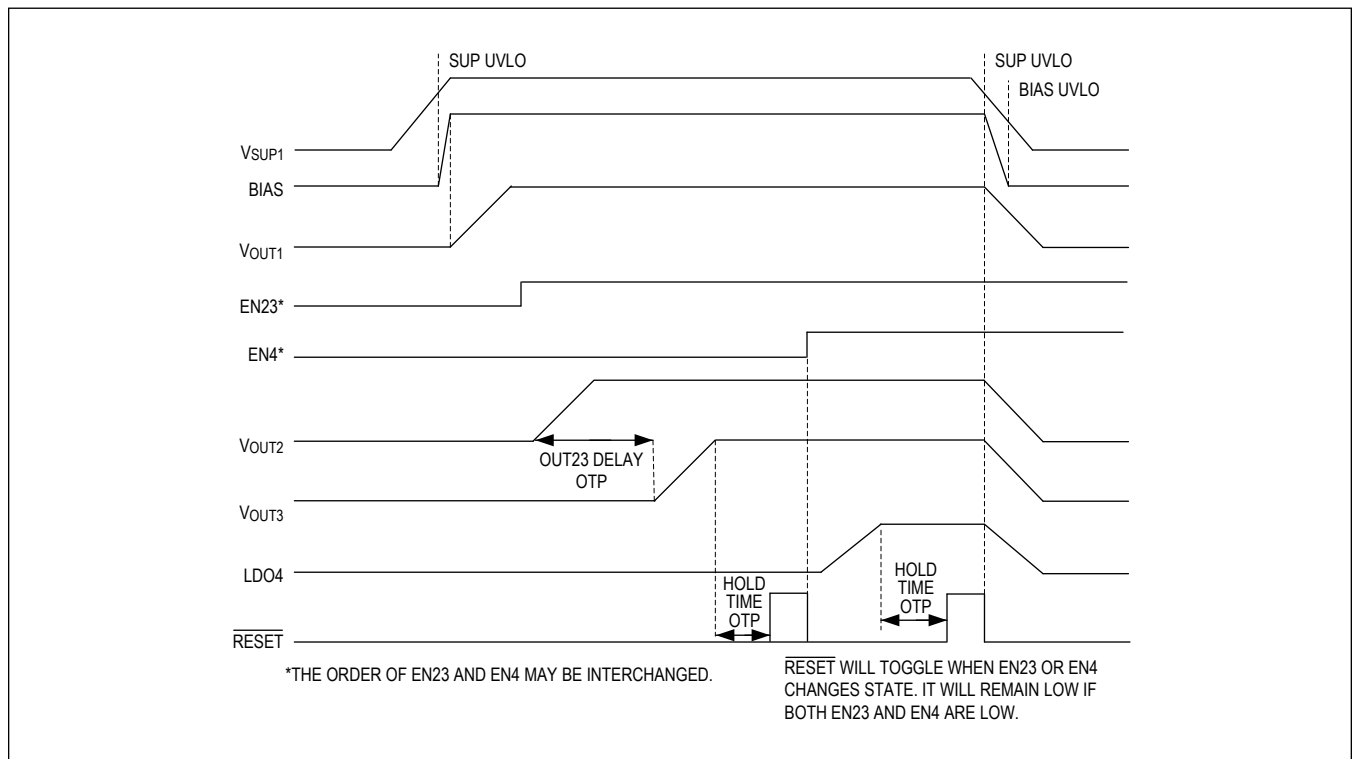 SUP UVLO
SUP UVLO
BIAS UVLO
VSUP1
BIAS
VOUT1
EN23*
EN4*
VOUT2
OUT23 DELAY
OTP
VOUT3
LDO4
HOLD
TIME
OTP
HOLD
TIME
OTP
RESET
*THE ORDER OF EN23 AND EN4 MAY BE INTERCHANGED.
RESET WILL TOGGLE WHEN EN23 OR EN4
CHANGES STATE. IT WILL REMAIN LOW IF
BOTH EN23 AND EN4 ARE LOW.